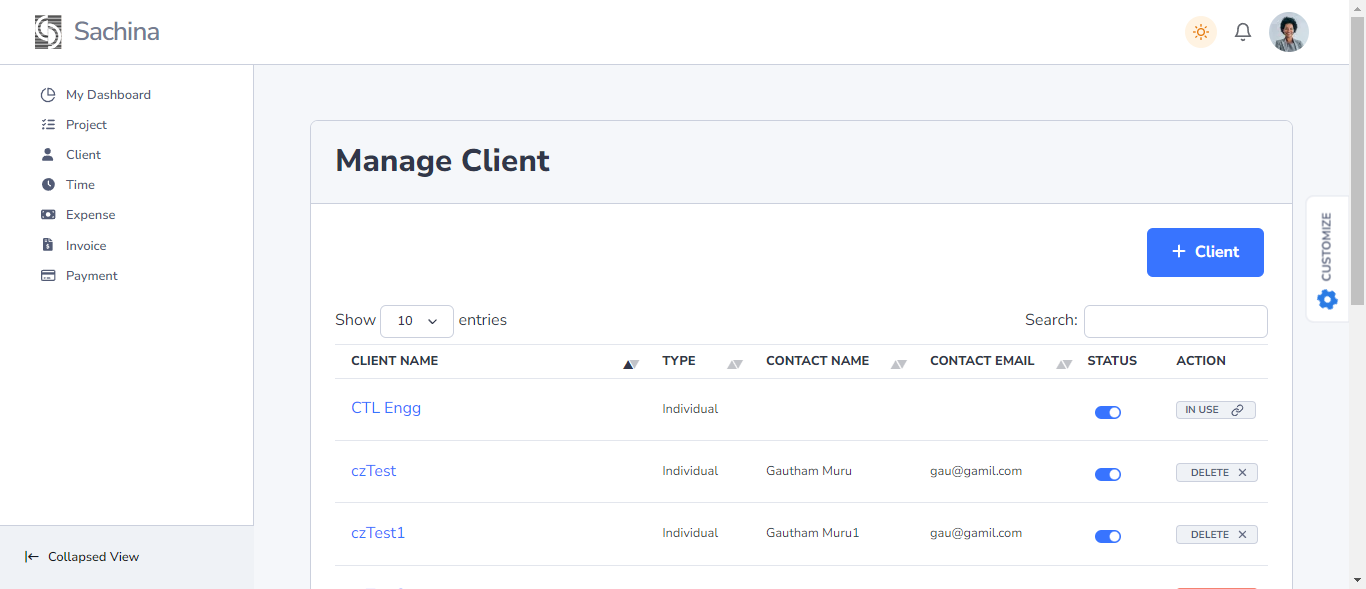 Sachina
My Dashboard
Project
Client
Time
Expense
Invoice
Payment
Collapsed View
Manage Client
+ Client
Show 10 entries
Search:
CLIENT NAME TYPE CONTACT NAME CONTACT EMAIL STATUS ACTION
CTL Engg Individual IN USE
czTest Individual Gautham Muru gau@gamil.com DELETE
czTest1 Individual Gautham Muru1 gau@gamil.com DELETE
CUSTOMIZE